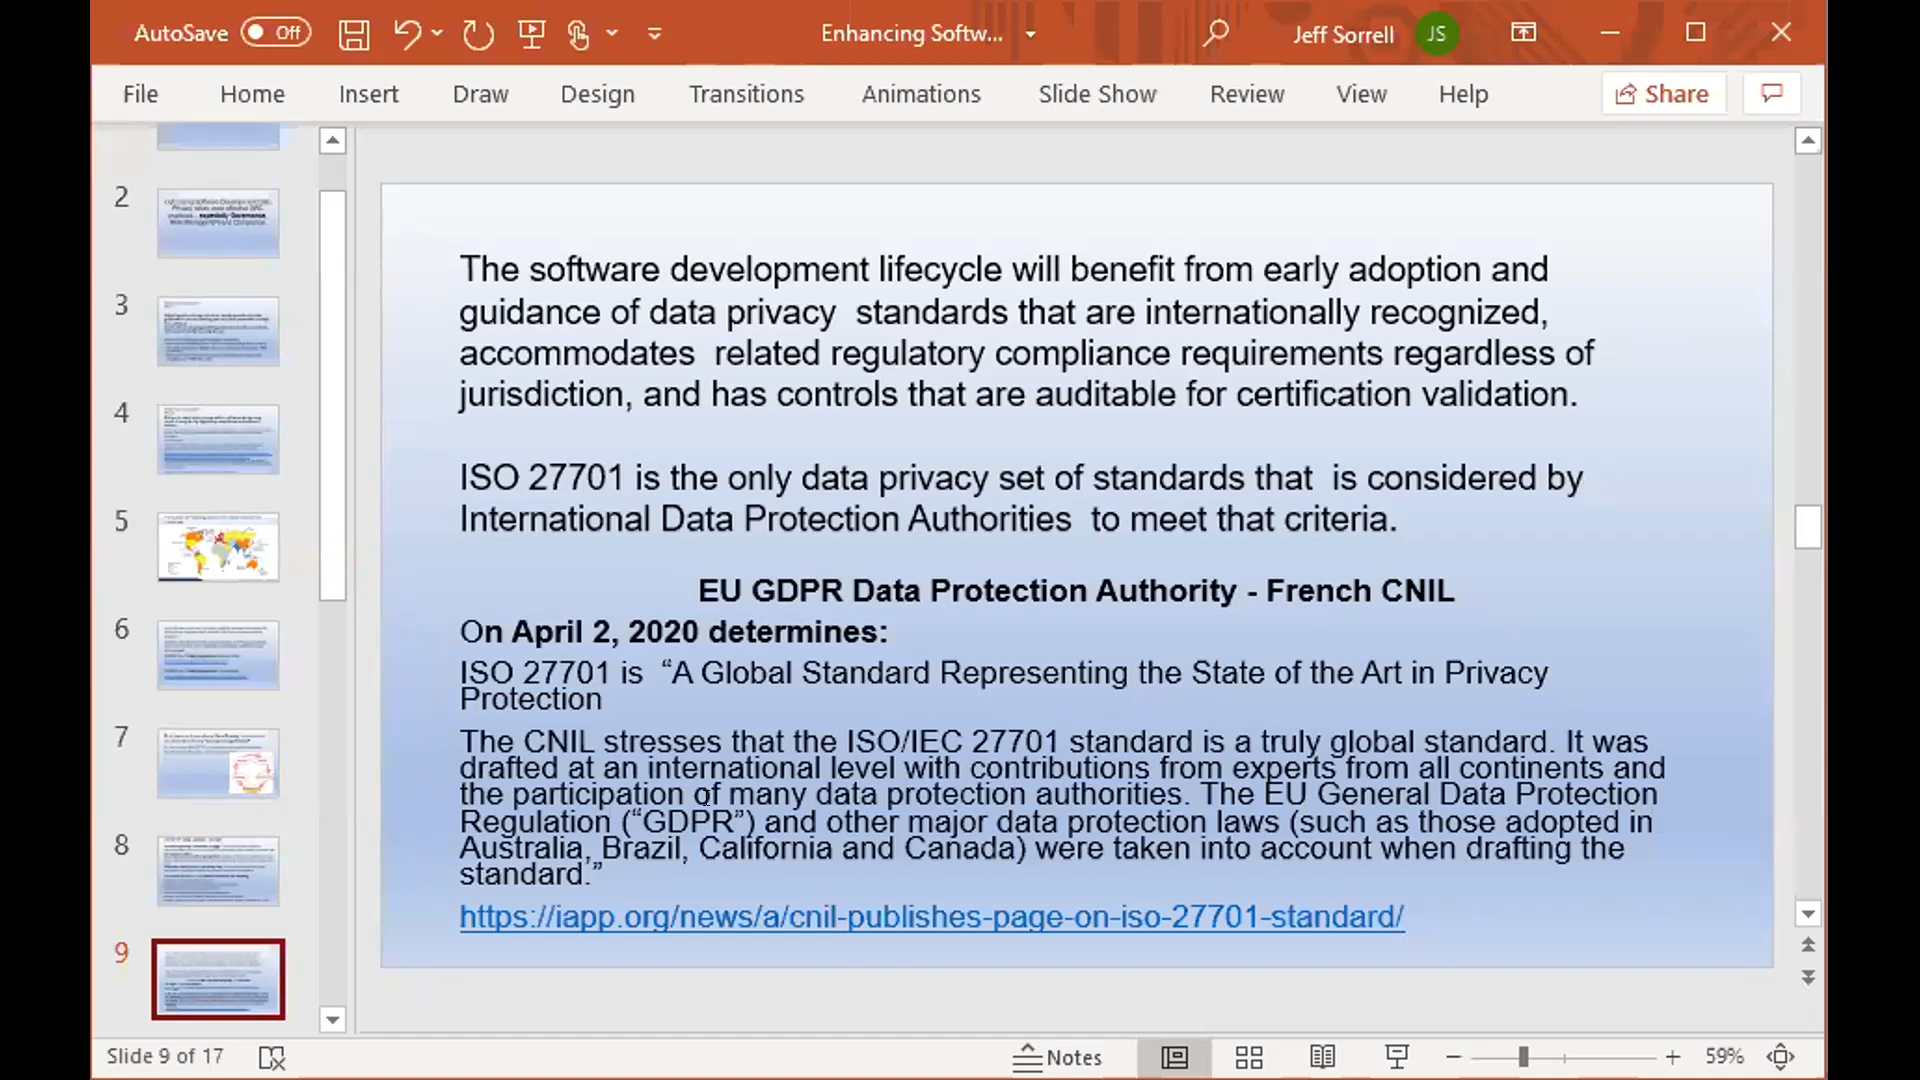 AutoSave Off Enhancing Softw... Jeff Sorrell JS
File Home Insert Draw Design Transitions Animations Slide Show Review View Help Share
2
3
4
5
6
7
8
9
The software development lifecycle will benefit from early adoption and
guidance of data privacy standards that are internationally recognized,
accommodates related regulatory compliance requirements regardless of
jurisdiction, and has controls that are auditable for certification validation.
ISO 27701 is the only data privacy set of standards that is considered by
International Data Protection Authorities to meet that criteria.
EU GDPR Data Protection Authority - French CNIL
On April 2, 2020 determines:
ISO 27701 is “A Global Standard Representing the State of the Art in Privacy
Protection
The CNIL stresses that the ISO/IEC 27701 standard is a truly global standard. It was
drafted at an international level with contributions from experts from all continents and
the participation of many data protection authorities. The EU General Data Protection
Regulation (“GDPR”) and other major data protection laws (such as those adopted in
Australia, Brazil, California and Canada) were taken into account when drafting the
standard.”
https://iapp.org/news/a/cnil-publishes-page-on-iso-27701-standard/
Slide 9 of 17 Notes 59%